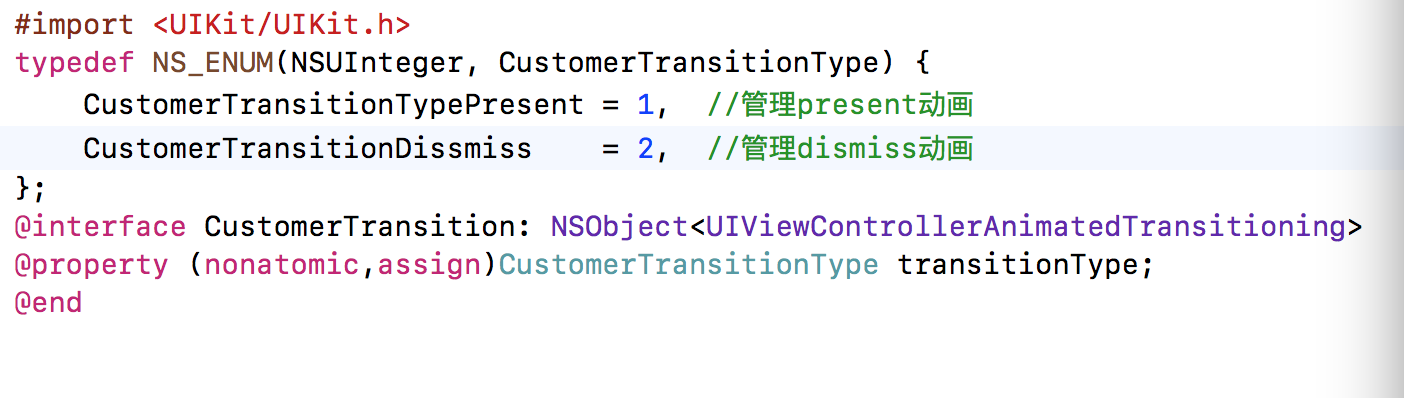 #import <UIKit/UIKit.h>
typedef NS_ENUM(NSUInteger, CustomerTransitionType) {
    CustomerTransitionTypePresent = 1,  //管理present动画
    CustomerTransitionDissmiss    = 2,  //管理dismiss动画
};
@interface CustomerTransition: NSObject<UIViewControllerAnimatedTransitioning>
@property (nonatomic,assign)CustomerTransitionType transitionType;
@end